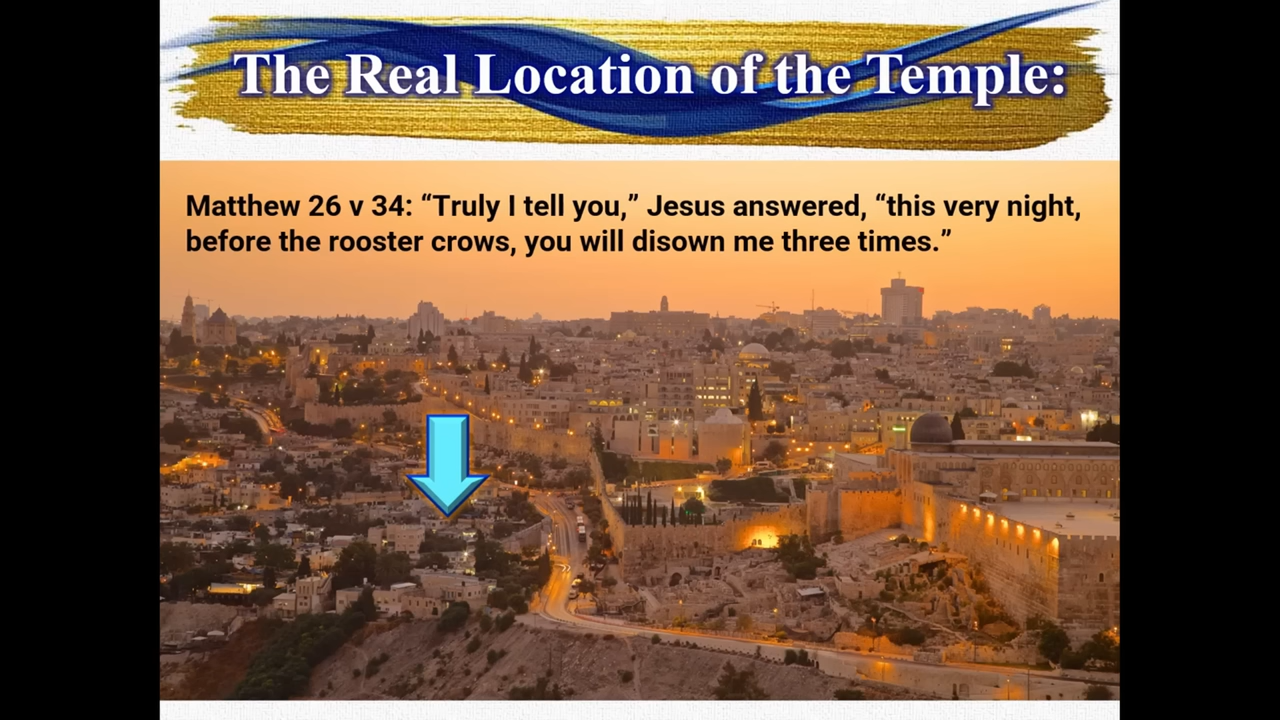 The Real Location of the Temple:
Matthew 26 v 34: “Truly I tell you,” Jesus answered, “this very night,
before the rooster crows, you will disown me three times.”